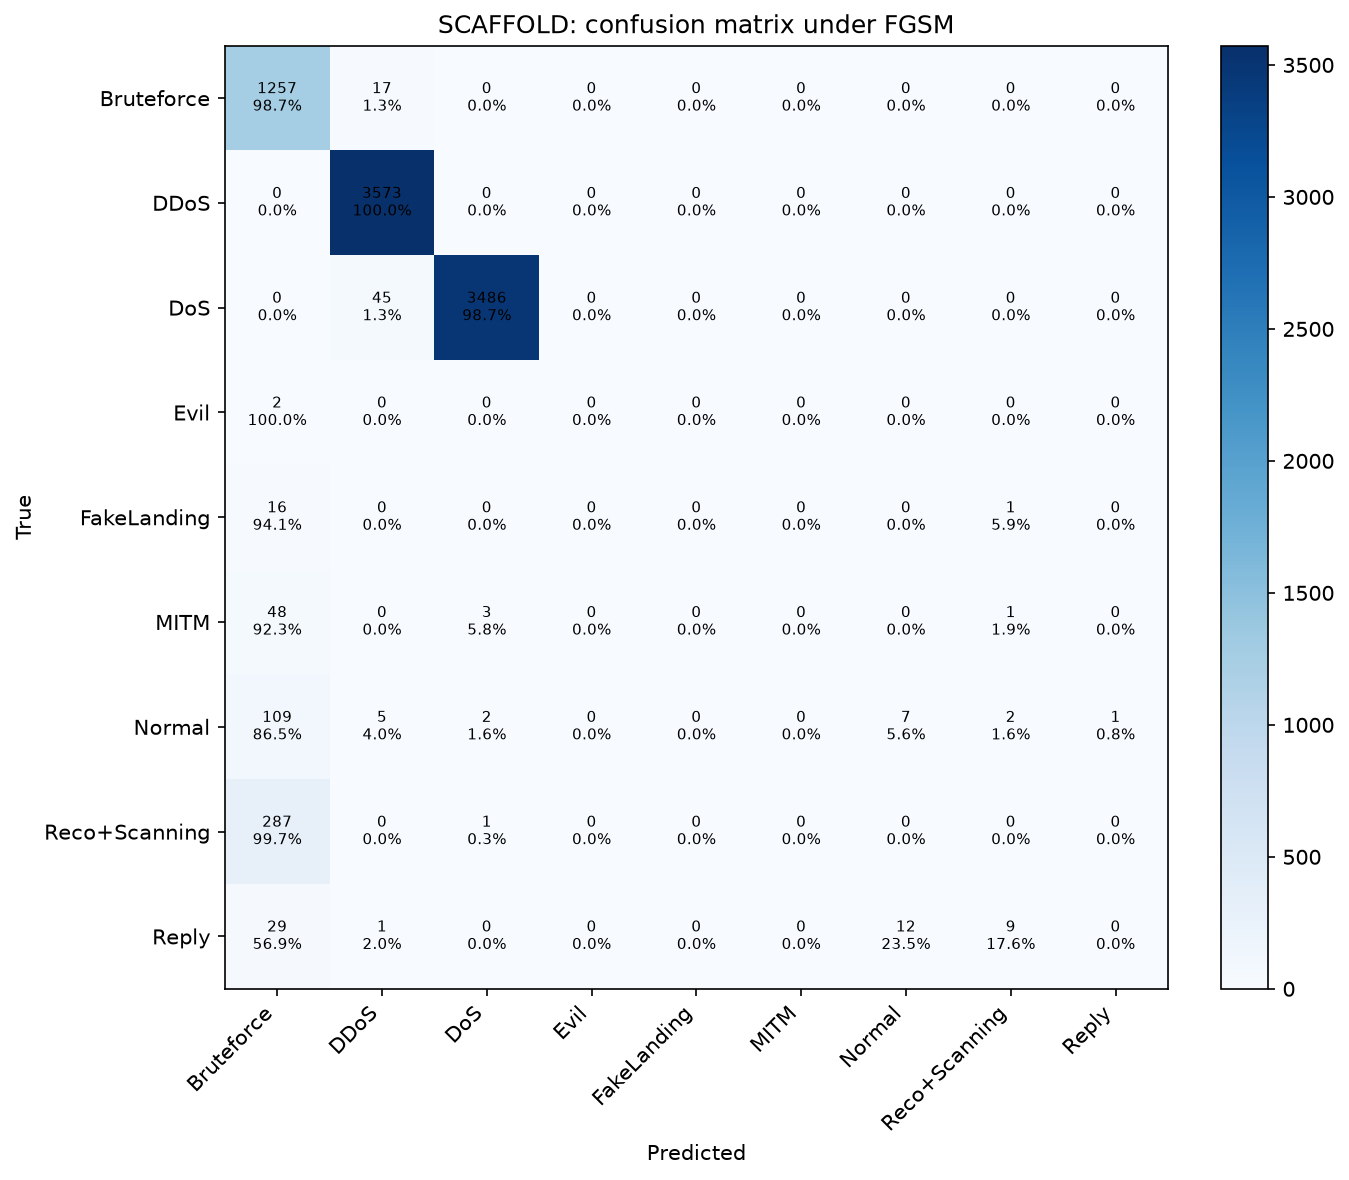 SCAFFOLD: confusion matrix under FGSM
Bruteforce
1257 17 0 0 0 0 0 0 0
98.7% 1.3% 0.0% 0.0% 0.0% 0.0% 0.0% 0.0% 0.0%
DDoS
0 3573 0 0 0 0 0 0 0
0.0% 100.0% 0.0% 0.0% 0.0% 0.0% 0.0% 0.0% 0.0%
DoS
0 45 3486 0 0 0 0 0 0
0.0% 1.3% 98.7% 0.0% 0.0% 0.0% 0.0% 0.0% 0.0%
Evil
2 0 0 0 0 0 0 0 0
100.0% 0.0% 0.0% 0.0% 0.0% 0.0% 0.0% 0.0% 0.0%
FakeLanding
16 0 0 0 0 0 0 1 0
94.1% 0.0% 0.0% 0.0% 0.0% 0.0% 0.0% 5.9% 0.0%
MITM
48 0 3 0 0 0 0 1 0
92.3% 0.0% 5.8% 0.0% 0.0% 0.0% 0.0% 1.9% 0.0%
Normal
109 5 2 0 0 0 7 2 1
86.5% 4.0% 1.6% 0.0% 0.0% 0.0% 5.6% 1.6% 0.8%
Reco+Scanning
287 0 1 0 0 0 0 0 0
99.7% 0.0% 0.3% 0.0% 0.0% 0.0% 0.0% 0.0% 0.0%
Reply
29 1 0 0 0 0 12 9 0
56.9% 2.0% 0.0% 0.0% 0.0% 0.0% 23.5% 17.6% 0.0%
True
Bruteforce
DDoS
DoS
Evil
FakeLanding
MITM
Normal
Reco+Scanning
Reply
Predicted
3500
3000
2500
2000
1500
1000
500
0